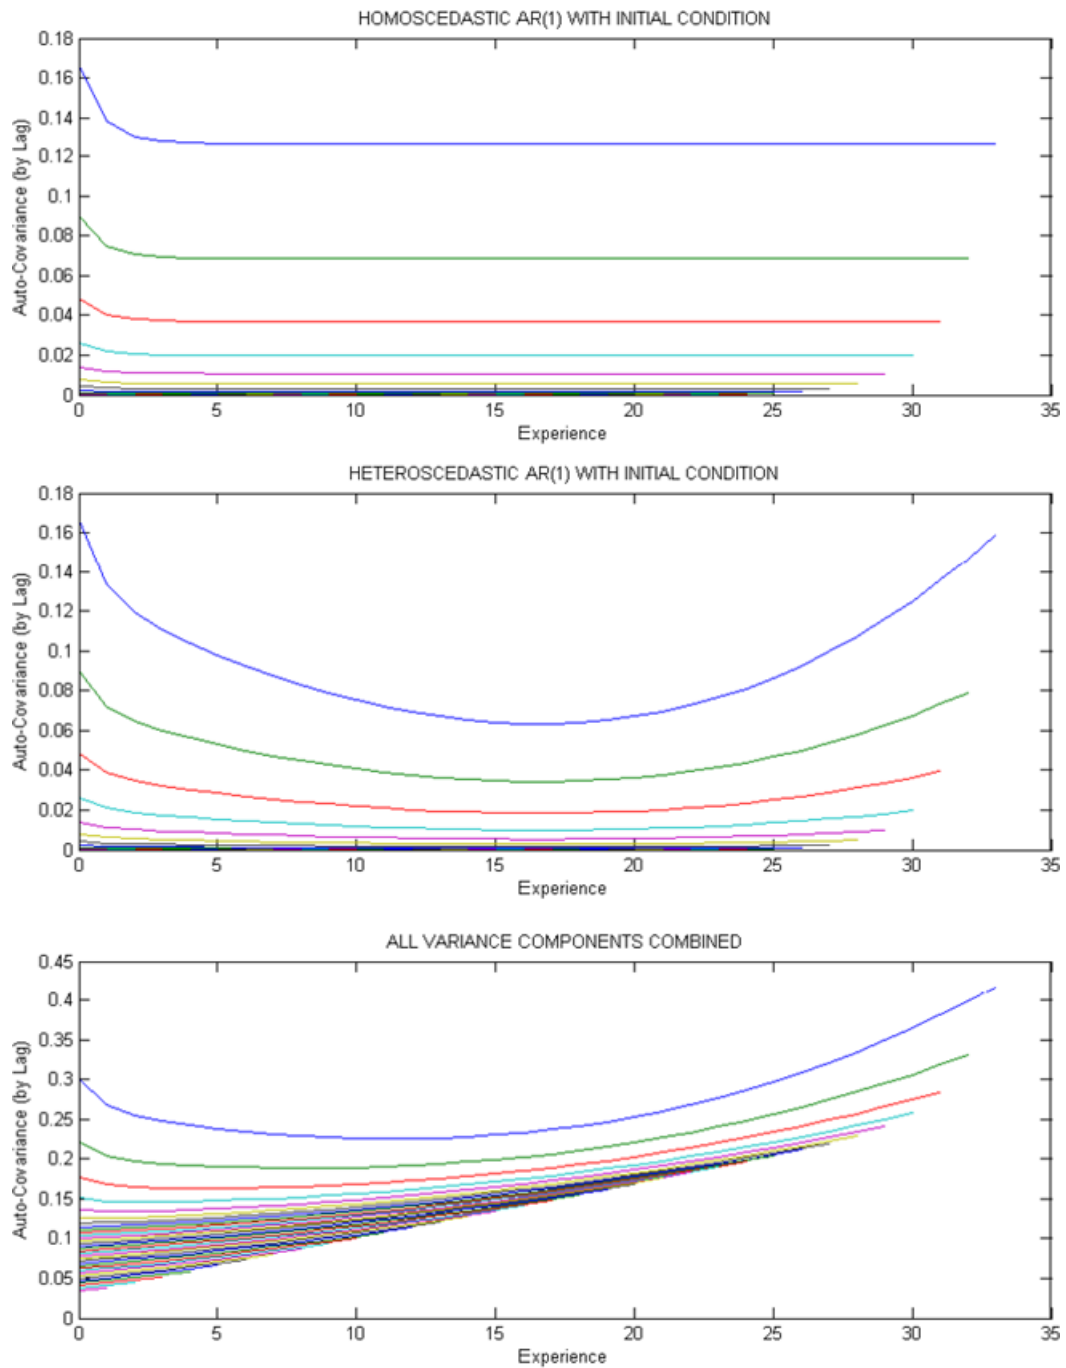 HOMOSCEDASTIC AR(1) WITH INITIAL CONDITION
0.18
0.16
0.14
0.12
0.1
0.08
0.06
0.04
0.02
0
Auto-Covariance (by Lag)
0 5 10 15 20 25 30 35
Experience
HETEROSCEDASTIC AR(1) WITH INITIAL CONDITION
0.18
0.16
0.14
0.12
0.1
0.08
0.06
0.04
0.02
0
Auto-Covariance (by Lag)
0 5 10 15 20 25 30 35
Experience
ALL VARIANCE COMPONENTS COMBINED
0.45
0.4
0.35
0.3
0.25
0.2
0.15
0.1
0.05
0
Auto-Covariance (by Lag)
0 5 10 15 20 25 30 35
Experience